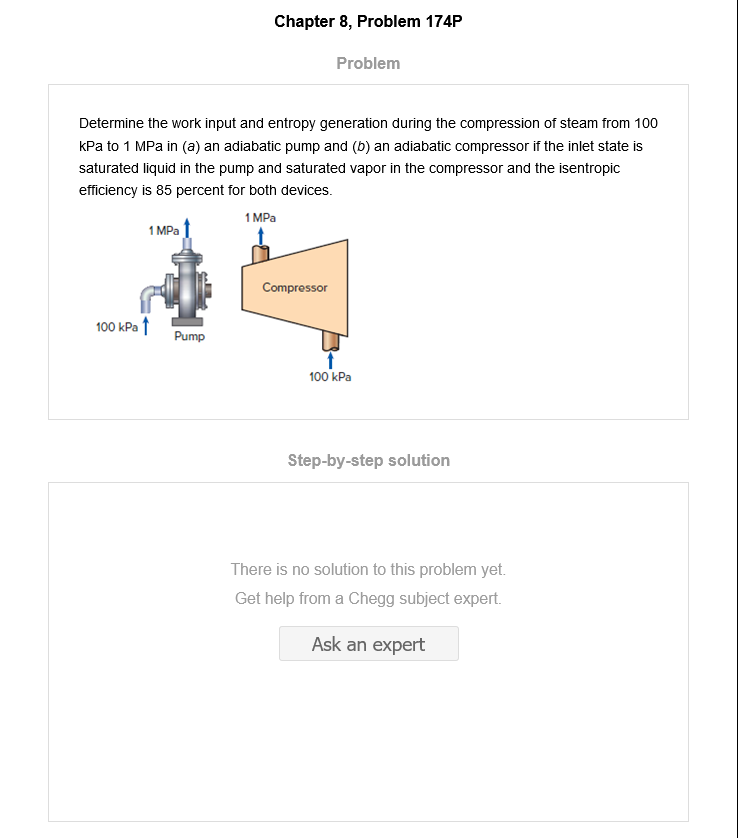 Chapter 8, Problem 174P
Problem
Determine the work input and entropy generation during the compression of steam from 100
kPa to 1 MPa in (a) an adiabatic pump and (b) an adiabatic compressor if the inlet state is
saturated liquid in the pump and saturated vapor in the compressor and the isentropic
efficiency is 85 percent for both devices.
1 MPa
1 MPa
Compressor
100 kPa
Pump
100 kPa
Step-by-step solution
There is no solution to this problem yet.
Get help from a Chegg subject expert.
Ask an expert